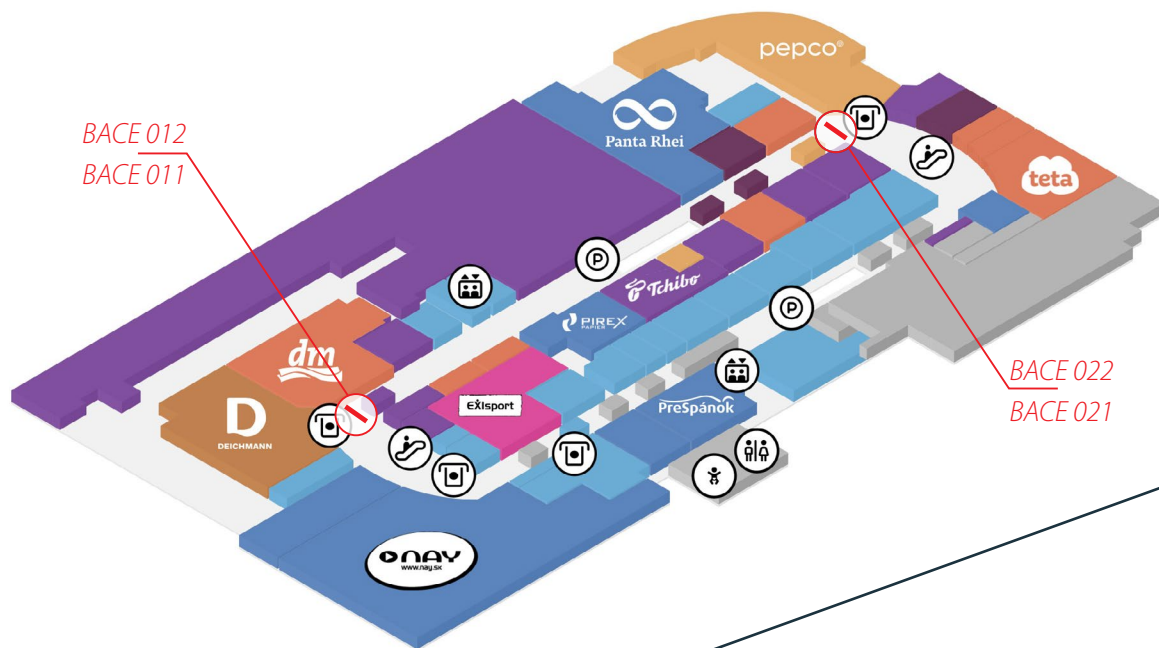 pepco®
Panta Rhei
BACE 012
BACE 011
teta
Tchibo
PIREX
PAPIER
dm
EXIsport
PreSpánok
BACE 022
BACE 021
D
DEICHMANN
NAY
www.nay.sk
P
P